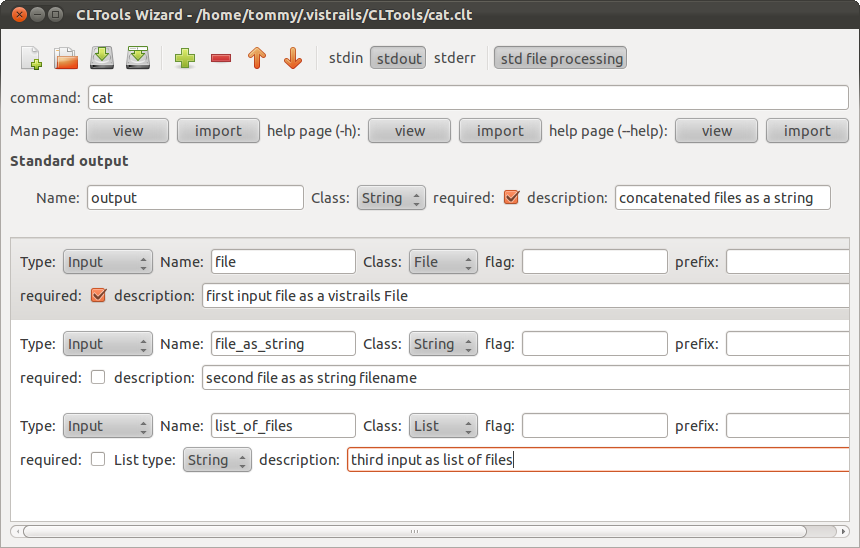 CLTools Wizard - /home/tommy/.vistrails/CLTools/cat.clt
stdin stdout stderr std file processing
command: cat
Man page: view import help page (-h): view import help page (--help): view import
Standard output
Name: output Class: String required: description: concatenated files as a string
Type: Input Name: file Class: File flag: prefix:
required: description: first input file as a vistrails File
Type: Input Name: file_as_string Class: String flag: prefix:
required: description: second file as as string filename
Type: Input Name: list_of_files Class: List flag: prefix:
required: List type: String description: third input as list of files